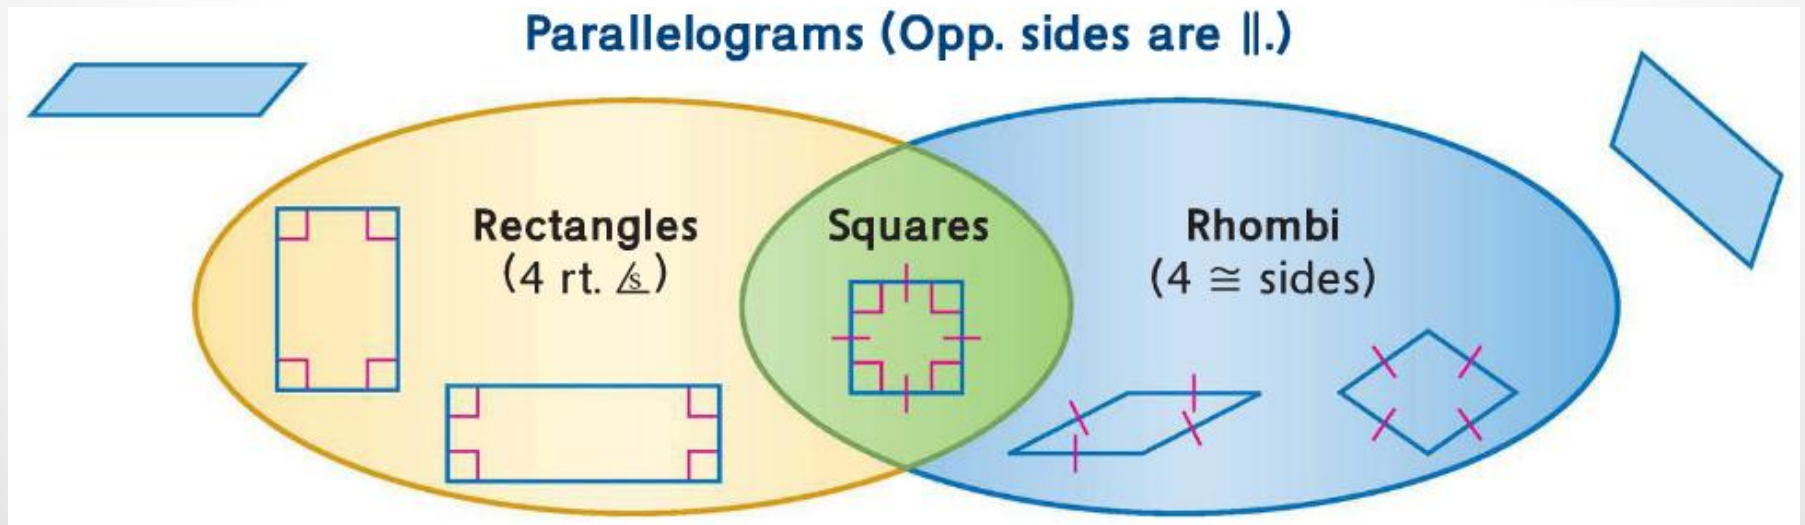 Parallelograms (Opp. sides are ∥.)
Rectangles
(4 rt. ∠s)
Squares
Rhombi
(4 ≅ sides)